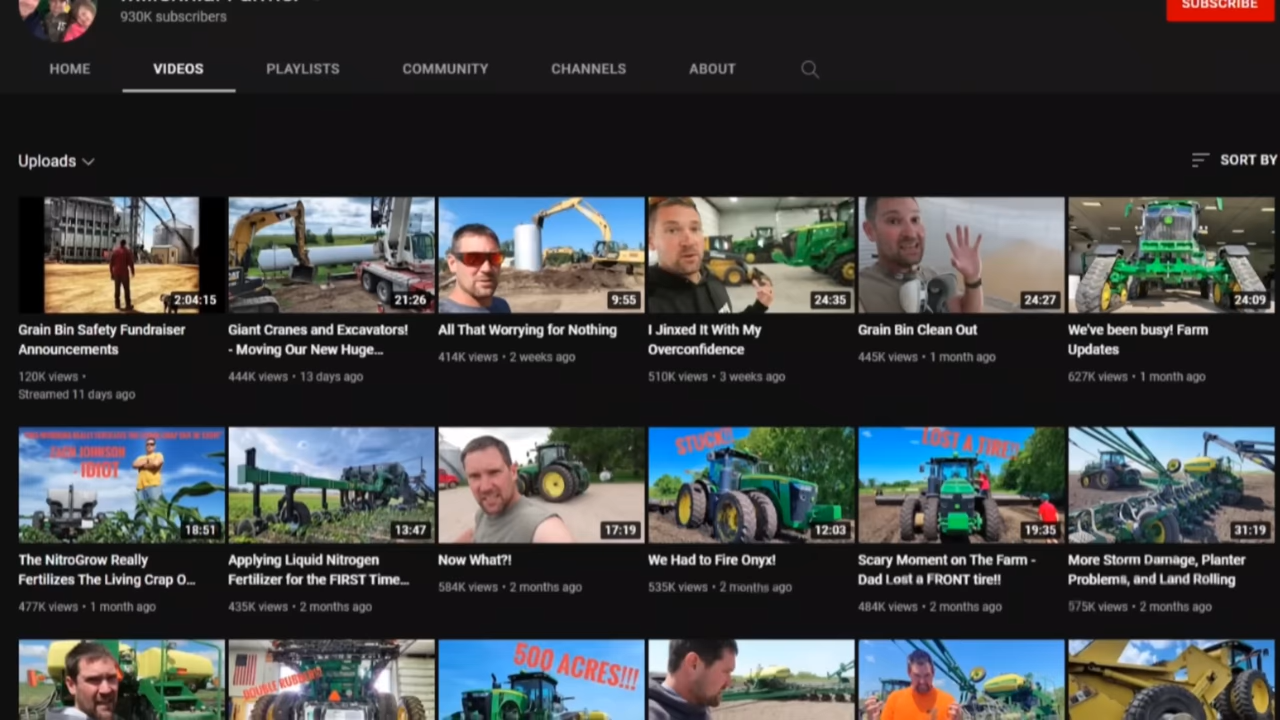 Millennial Farmer
930K subscribers
SUBSCRIBE
HOME VIDEOS PLAYLISTS COMMUNITY CHANNELS ABOUT
Uploads
SORT BY
2:04:15 21:26 9:55 24:35 24:27 24:09
Grain Bin Safety Fundraiser
Announcements
120K views •
Streamed 11 days ago
Giant Cranes and Excavators!
- Moving Our New Huge...
444K views • 13 days ago
All That Worrying for Nothing
414K views • 2 weeks ago
I Jinxed It With My
Overconfidence
510K views • 3 weeks ago
Grain Bin Clean Out
445K views • 1 month ago
We've been busy! Farm
Updates
627K views • 1 month ago
ZACH JOHNSON
IDIOT
18:51
The NitroGrow Really
Fertilizes The Living Crap O...
477K views • 1 month ago
13:47
Applying Liquid Nitrogen
Fertilizer for the FIRST Time...
435K views • 2 months ago
17:19
Now What?!
584K views • 2 months ago
STUCK!!
12:03
We Had to Fire Onyx!
535K views • 2 months ago
LOST A TIRE!!
19:35
Scary Moment on The Farm -
Dad Lost a FRONT tire!!
484K views • 2 months ago
31:19
More Storm Damage, Planter
Problems, and Land Rolling
575K views • 2 months ago
500 ACRES!!!